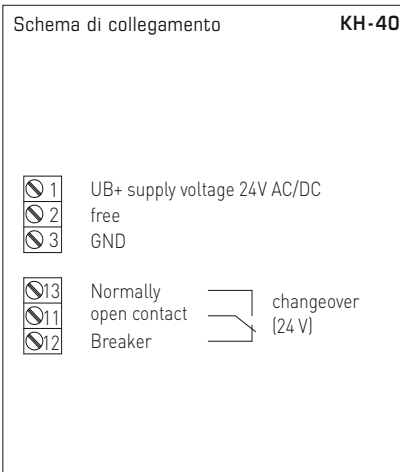 Schema di collegamento KH-40
1 UB+ supply voltage 24V AC/DC
2 free
3 GND
13 Normally
11 open contact
12 Breaker
changeover
(24 V)